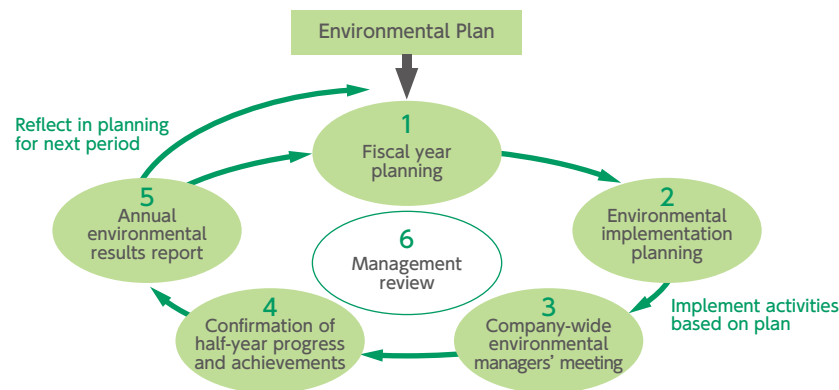 Environmental Plan
Reflect in planning
for next period
1
Fiscal year
planning
2
Environmental
implementation
planning
Implement activities
based on plan
3
Company-wide
environmental
managers’ meeting
4
Confirmation of
half-year progress
and achievements
5
Annual
environmental
results report
6
Management
review